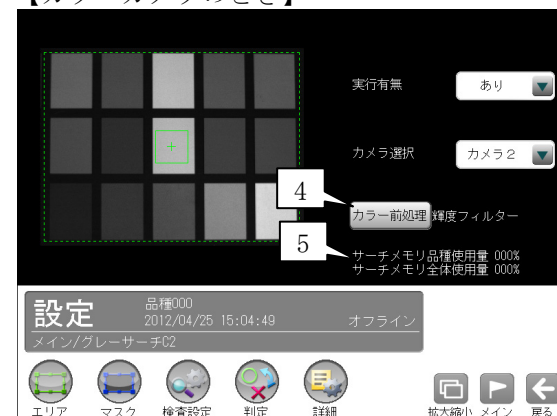 【カラーカメラのとき】
実行有無
あり
カメラ選択
カメラ2
4
カラー前処理 輝度フィルター
5
サーチメモリ品種使用量 000%
サーチメモリ全体使用量 000%
設定
品種000
2012/04/25 15:04:49
オフライン
メイン/グレーサーチC2
エリア
マスク
検査設定
判定
詳細
拡大縮小
メイン
戻る